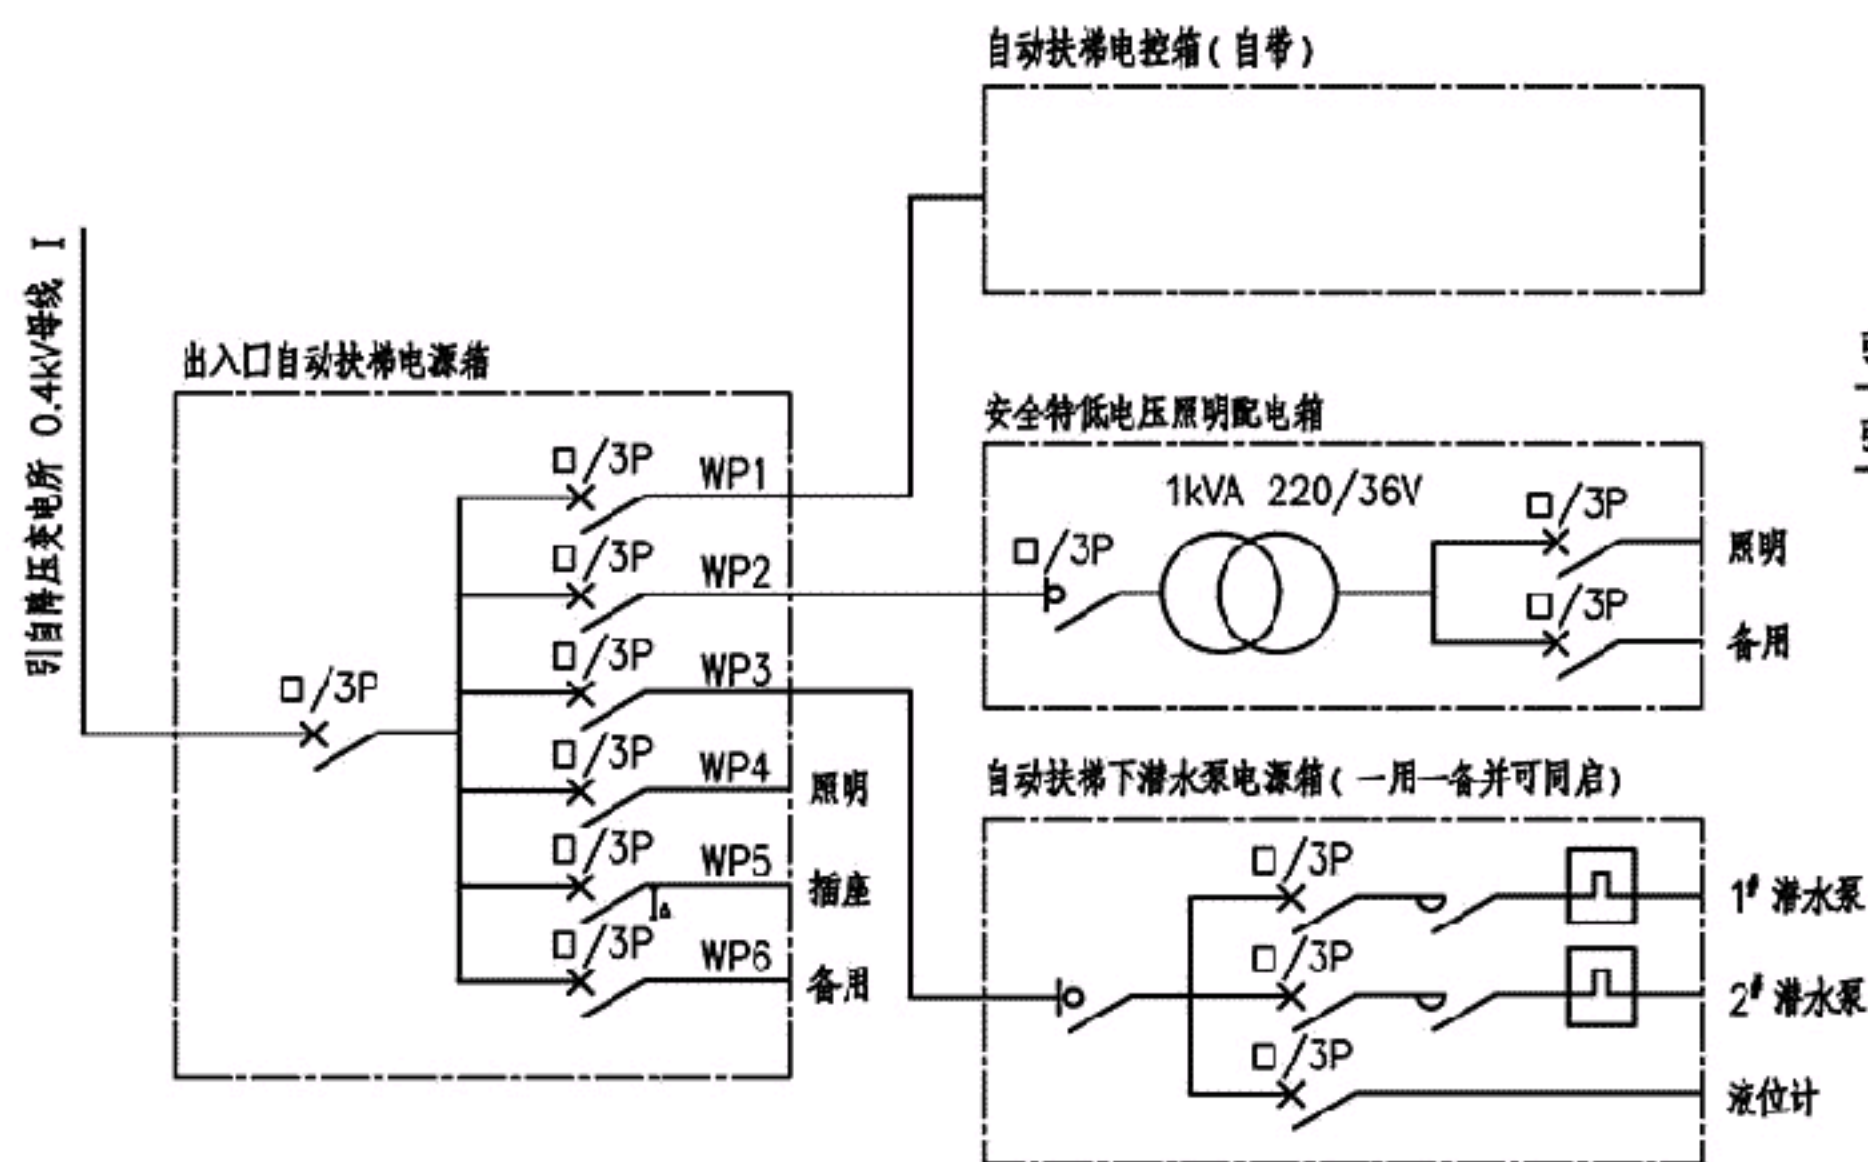 自动扶梯电控箱(自带)
引自降压变电所 0.4kV母线 I
出入口自动扶梯电源箱
□/3P
□/3P WP1
□/3P WP2
□/3P WP3
□/3P WP4 照明
□/3P WP5 插座
□/3P WP6 备用
安全特低电压照明配电箱
□/3P
1kVA 220/36V
□/3P 照明
□/3P 备用
自动扶梯下潜水泵电源箱(一用一备并可同启)
□/3P 1# 潜水泵
□/3P 2# 潜水泵
□/3P 液位计